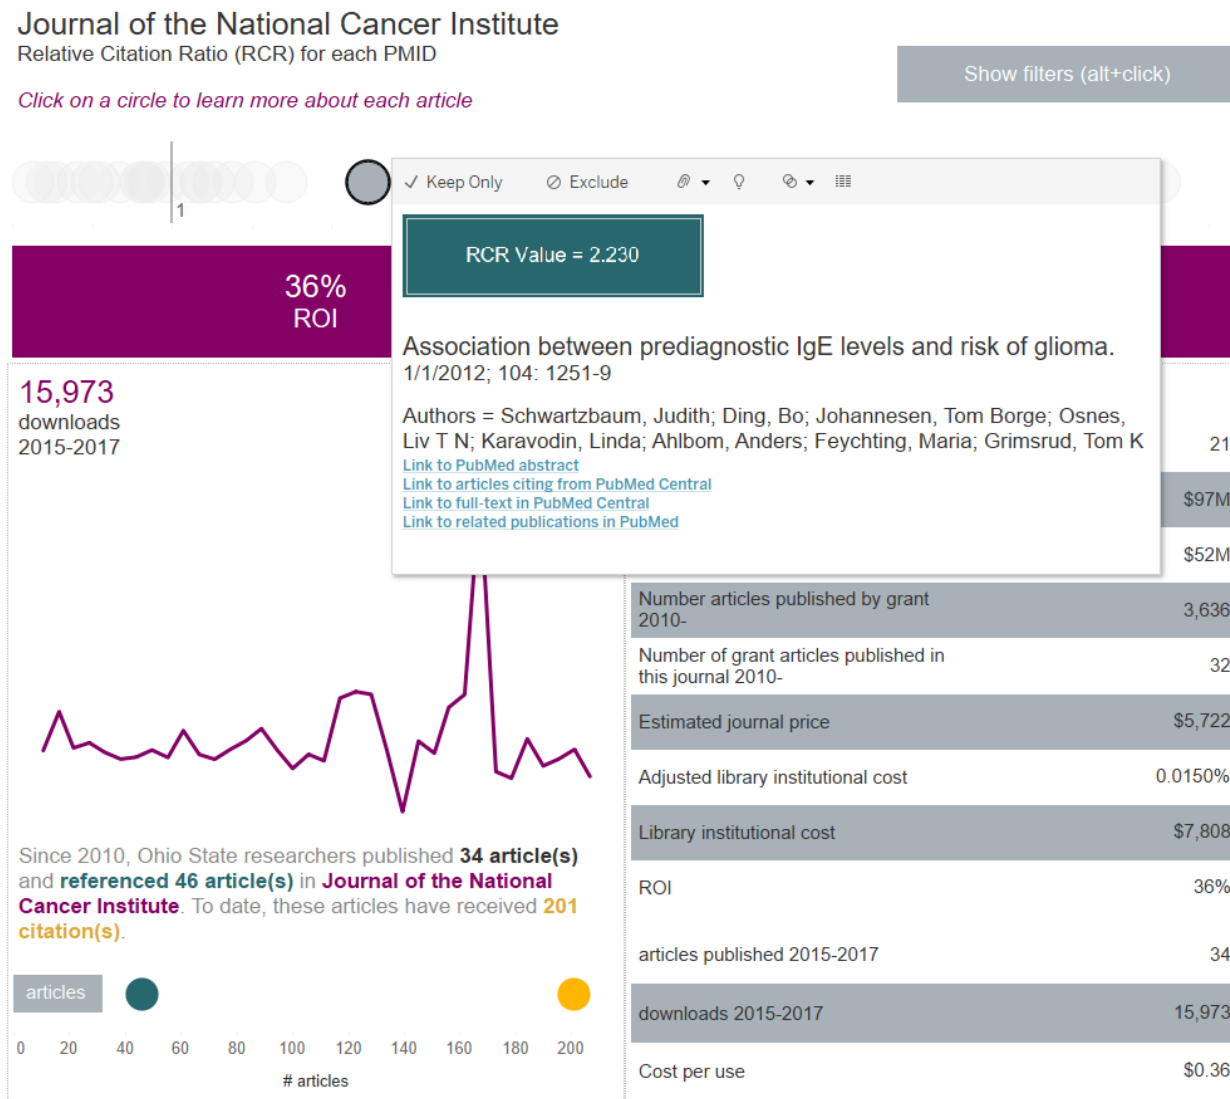 Journal of the National Cancer Institute
Relative Citation Ratio (RCR) for each PMID
Show filters (alt+click)
Click on a circle to learn more about each article
1
Keep Only
Exclude
RCR Value = 2.230
36%
ROI
Association between prediagnostic IgE levels and risk of glioma.
1/1/2012; 104: 1251-9
Authors = Schwartzbaum, Judith; Ding, Bo; Johannesen, Tom Borge; Osnes,
Liv T N; Karavodin, Linda; Ahlbom, Anders; Feychting, Maria; Grimsrud, Tom K
Link to PubMed abstract
Link to articles citing from PubMed Central
Link to full-text in PubMed Central
Link to related publications in PubMed
15,973
downloads
2015-2017
21
$97M
$52M
Number articles published by grant
2010-
3,636
Number of grant articles published in
this journal 2010-
32
Estimated journal price
$5,722
Adjusted library institutional cost
0.0150%
Library institutional cost
$7,808
ROI
36%
articles published 2015-2017
34
downloads 2015-2017
15,973
Cost per use
$0.36
Since 2010, Ohio State researchers published 34 article(s)
and referenced 46 article(s) in Journal of the National
Cancer Institute. To date, these articles have received 201
citation(s).
articles
0 20 40 60 80 100 120 140 160 180 200
# articles